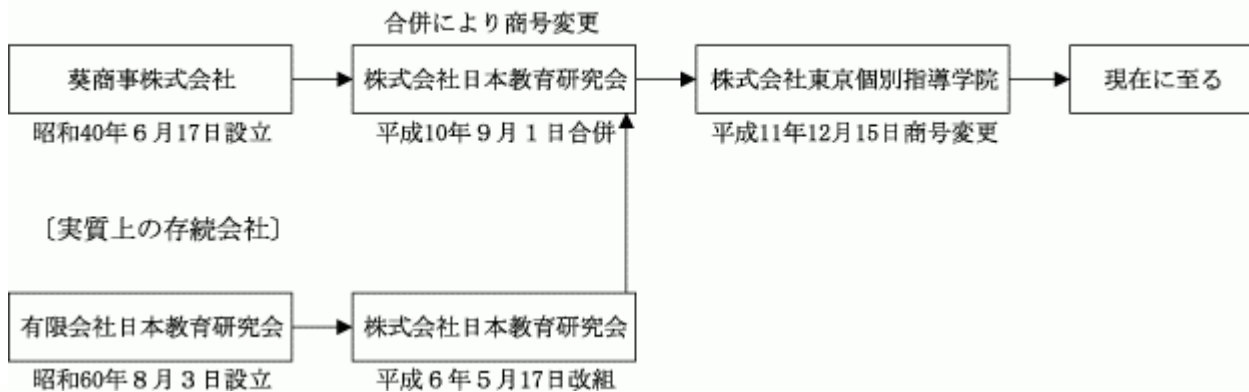 合併により商号変更
葵商事株式会社
株式会社日本教育研究会
株式会社東京個別指導学院
現在に至る
昭和40年6月17日設立
平成10年9月1日合併
平成11年12月15日商号変更
〔実質上の存続会社〕
有限会社日本教育研究会
株式会社日本教育研究会
昭和60年8月3日設立
平成6年5月17日改組